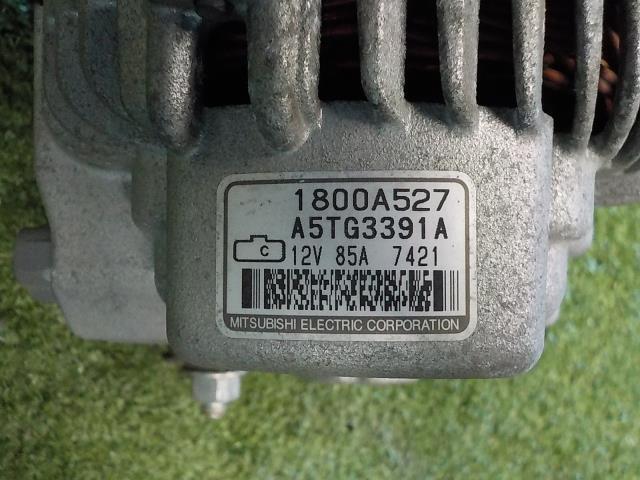 1800A527
A5TG3391A
C 12V 85A 7421
MITSUBISHI ELECTRIC CORPORATION